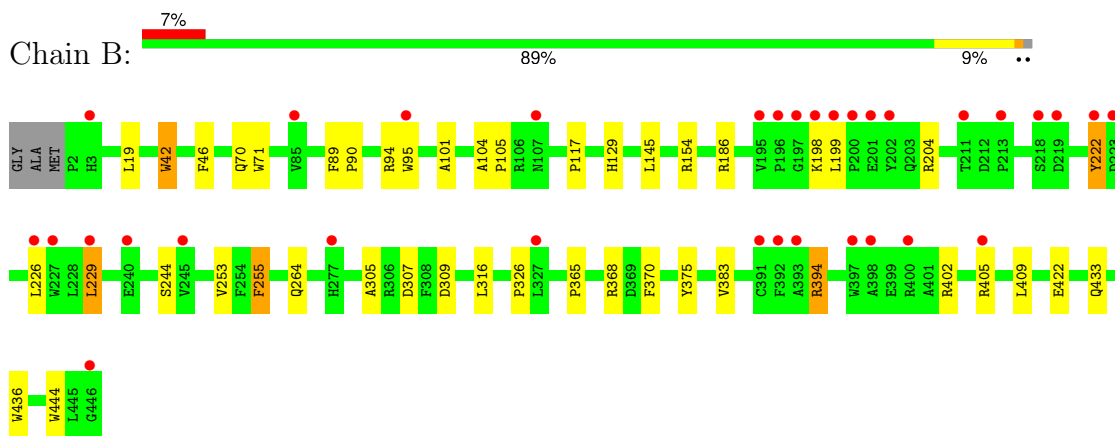 7%
Chain B:
89% 9% ••
GLY ALA MET P2 H3 L19 W42 F46 Q70 W71 V85 F89 P90 R94 W95 A101 A104 P105 R106 N107 P117 H129 L145 R154 R186 V195 P196 G197 K198 L199 P200 E201 Y202 Q203 R204 T211 D212 P213 S218 D219 Y222
L226 W227 L228 L229 E240 S244 V245 V253 F254 F255 Q264 H277 A305 R306 D307 F308 D309 L316 P326 L327 P365 R368 D369 F370 Y375 V383 C391 F392 A393 R394 W397 A398 E399 R400 A401 R402 R405 L409 E422 Q433
W436 W444 L445 G446